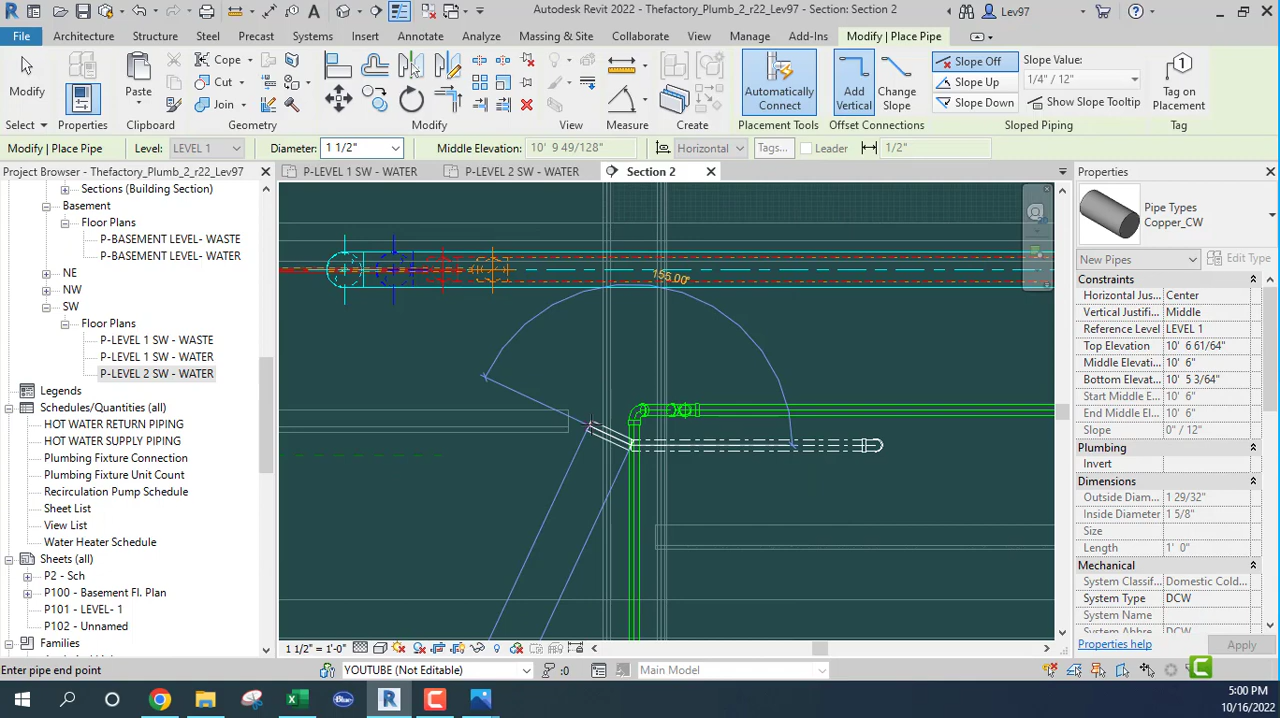 Autodesk Revit 2022 - Thefactory_Plumb_2_r22_Lev97 - Section: Section 2
Lev97
File Architecture Structure Steel Precast Systems Insert Annotate Analyze Massing & Site Collaborate View Manage Add-Ins Modify | Place Pipe
Modify
Paste
Cope
Cut
Join
Automatically
Connect
Add
Vertical
Change
Slope
Slope Off
Slope Up
Slope Down
Slope Value:
1/4" / 12"
Show Slope Tooltip
Tag on
Placement
Select Properties Clipboard Geometry Modify View Measure Create Placement Tools Offset Connections Sloped Piping Tag
Modify | Place Pipe Level: LEVEL 1 Diameter: 1 1/2" Middle Elevation: 10' 9 49/128" Horizontal Tags... Leader 1/2"
Project Browser - Thefactory_Plumb_2_r22_Lev97
Sections (Building Section)
Basement
Floor Plans
P-BASEMENT LEVEL- WASTE
P-BASEMENT LEVEL- WATER
NE
NW
SW
Floor Plans
P-LEVEL 1 SW - WASTE
P-LEVEL 1 SW - WATER
P-LEVEL 2 SW - WATER
Legends
Schedules/Quantities (all)
HOT WATER RETURN PIPING
HOT WATER SUPPLY PIPING
Plumbing Fixture Connection
Plumbing Unit Count
Recirculation Pump Schedule
Sheet List
View List
Water Heater Schedule
Sheets (all)
P2 - Sch
P100 - Basement Fl. Plan
P101 - LEVEL- 1
P102 - Unnamed
Families
P-LEVEL 1 SW - WATER P-LEVEL 2 SW - WATER Section 2
155.00°
1 1/2" = 1'-0"
Properties
Pipe Types
Copper_CW
New Pipes Edit Type
Constraints
Horizontal Jus... Center
Vertical Justifi... Middle
Reference Level LEVEL 1
Top Elevation 10' 6 61/64"
Middle Elevati... 10' 6"
Bottom Elevat... 10' 5 3/64"
Start Middle E... 10' 6"
End Middle El... 10' 6"
Slope 0" / 12"
Plumbing
Invert
Dimensions
Outside Diam... 1 29/32"
Inside Diameter 1 5/8"
Size
Length 1' 0"
Mechanical
System Classif... Domestic Cold...
System Type DCW
System Name
System Abbre... DCW
Properties help Apply
Enter pipe end point YOUTUBE (Not Editable) :0 Main Model
Blue
5:00 PM
10/16/2022